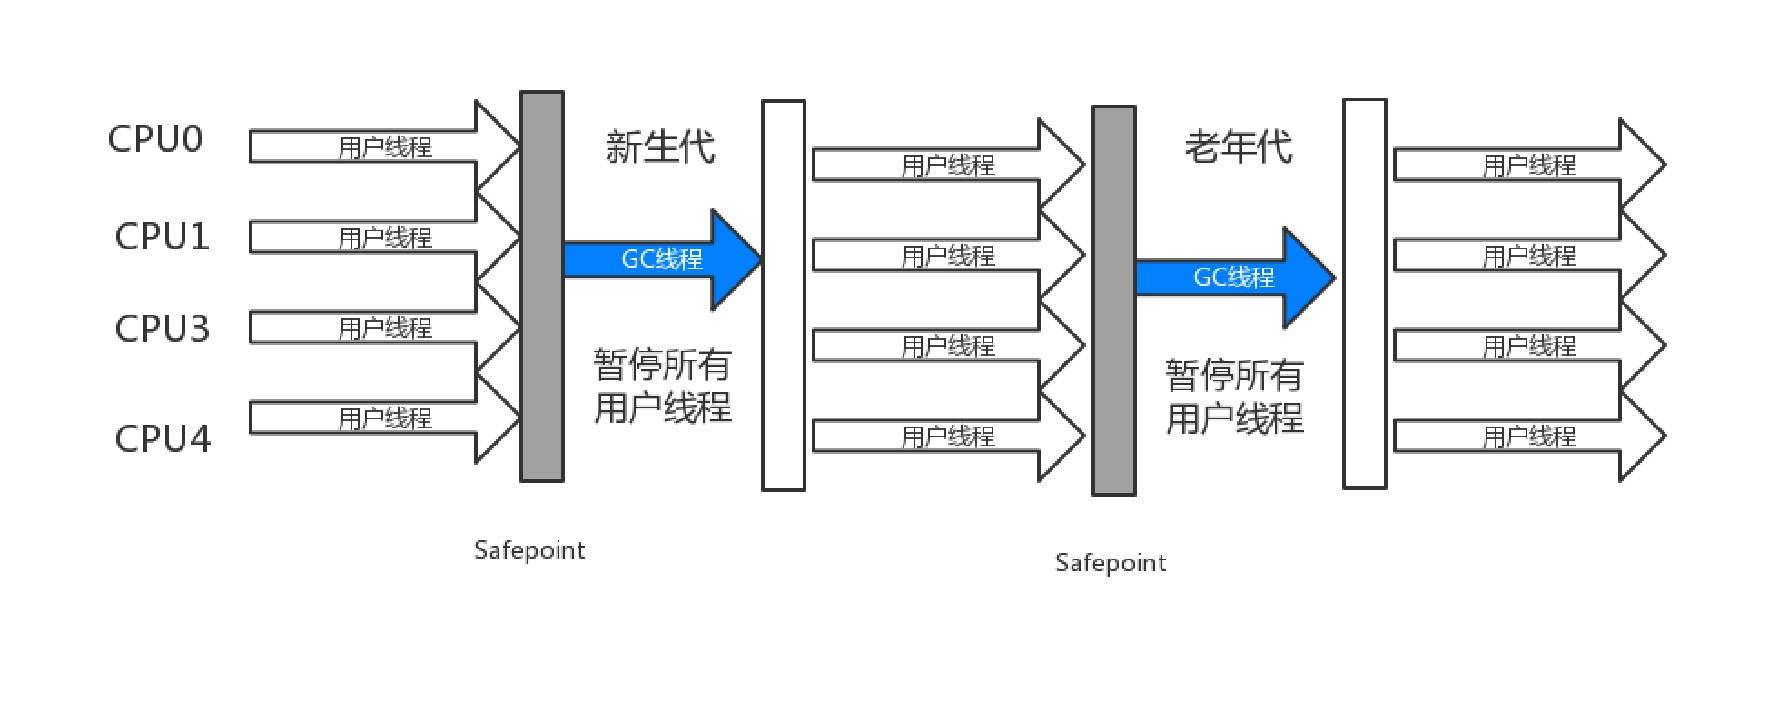 CPU0
用户线程
CPU1
用户线程
CPU3
用户线程
CPU4
用户线程
Safepoint
新生代
GC线程
暂停所有
用户线程
用户线程
用户线程
用户线程
用户线程
Safepoint
老年代
GC线程
暂停所有
用户线程
用户线程
用户线程
用户线程
用户线程